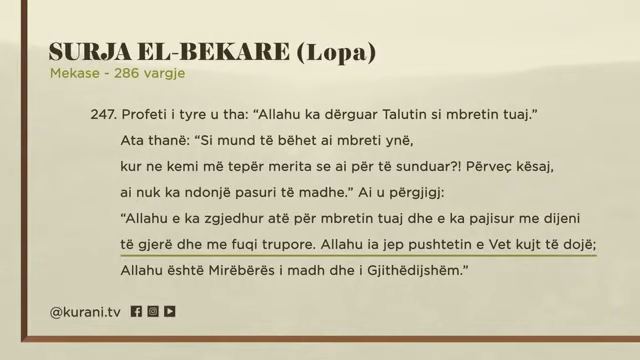 SURJA EL-BEKARE (Lopa)
Mekase - 286 vargje
247. Profeti i tyre u tha: “Allahu ka dërguar Talutin si mbretin tuaj.”
Ata thanë: “Si mund të bëhet ai mbreti ynë,
kur ne kemi më tepër merita se ai për të sunduar?! Përveç kësaj,
ai nuk ka ndonjë pasuri të madhe.” Ai u përgjigj:
“Allahu e ka zgjedhur atë për mbretin tuaj dhe e ka pajisur me dijeni
të gjerë dhe me fuqi trupore. Allahu ia jep pushtetin e Vet kujt të dojë;
Allahu është Mirëbërës i madh dhe i Gjithëdijshëm.”
@kurani.tv